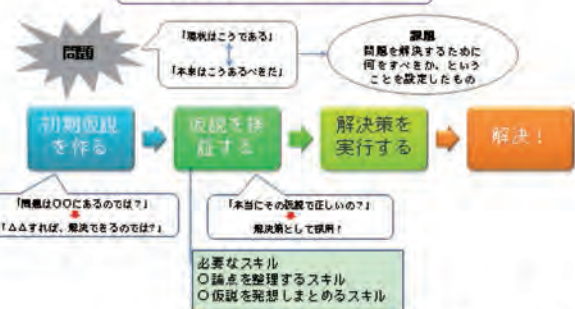 問題
「現状はこうである」
「本来はこうあるべきだ」
課題
問題を解決するために
何をすべきか、という
ことを設定したもの
初期仮説
を作る
仮説を検
証する
解決策を
実行する
解決！
「問題は〇〇にあるのでは？」
「△△すれば、解決できるのでは？」
「本当にその仮説で正しいの？」
解決策として採用！
必要なスキル
〇論点を整理するスキル
〇仮説を発想しまとめるスキル